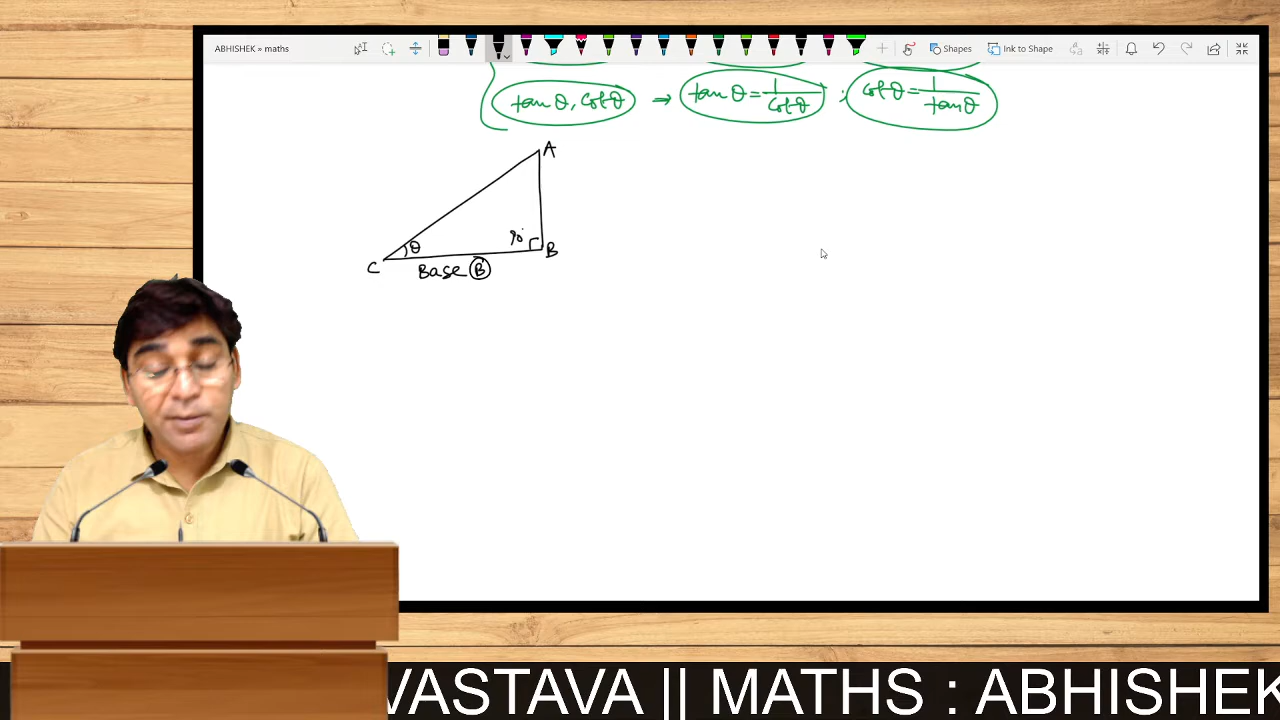 ABHISHEK » maths
Shapes
Ink to Shape
tan θ, cot θ ⇒ tan θ = 1/cot θ ; cot θ = 1/tan θ
A
θ
90°
B
C
Base B
VASTAVA || MATHS : ABHISHEK